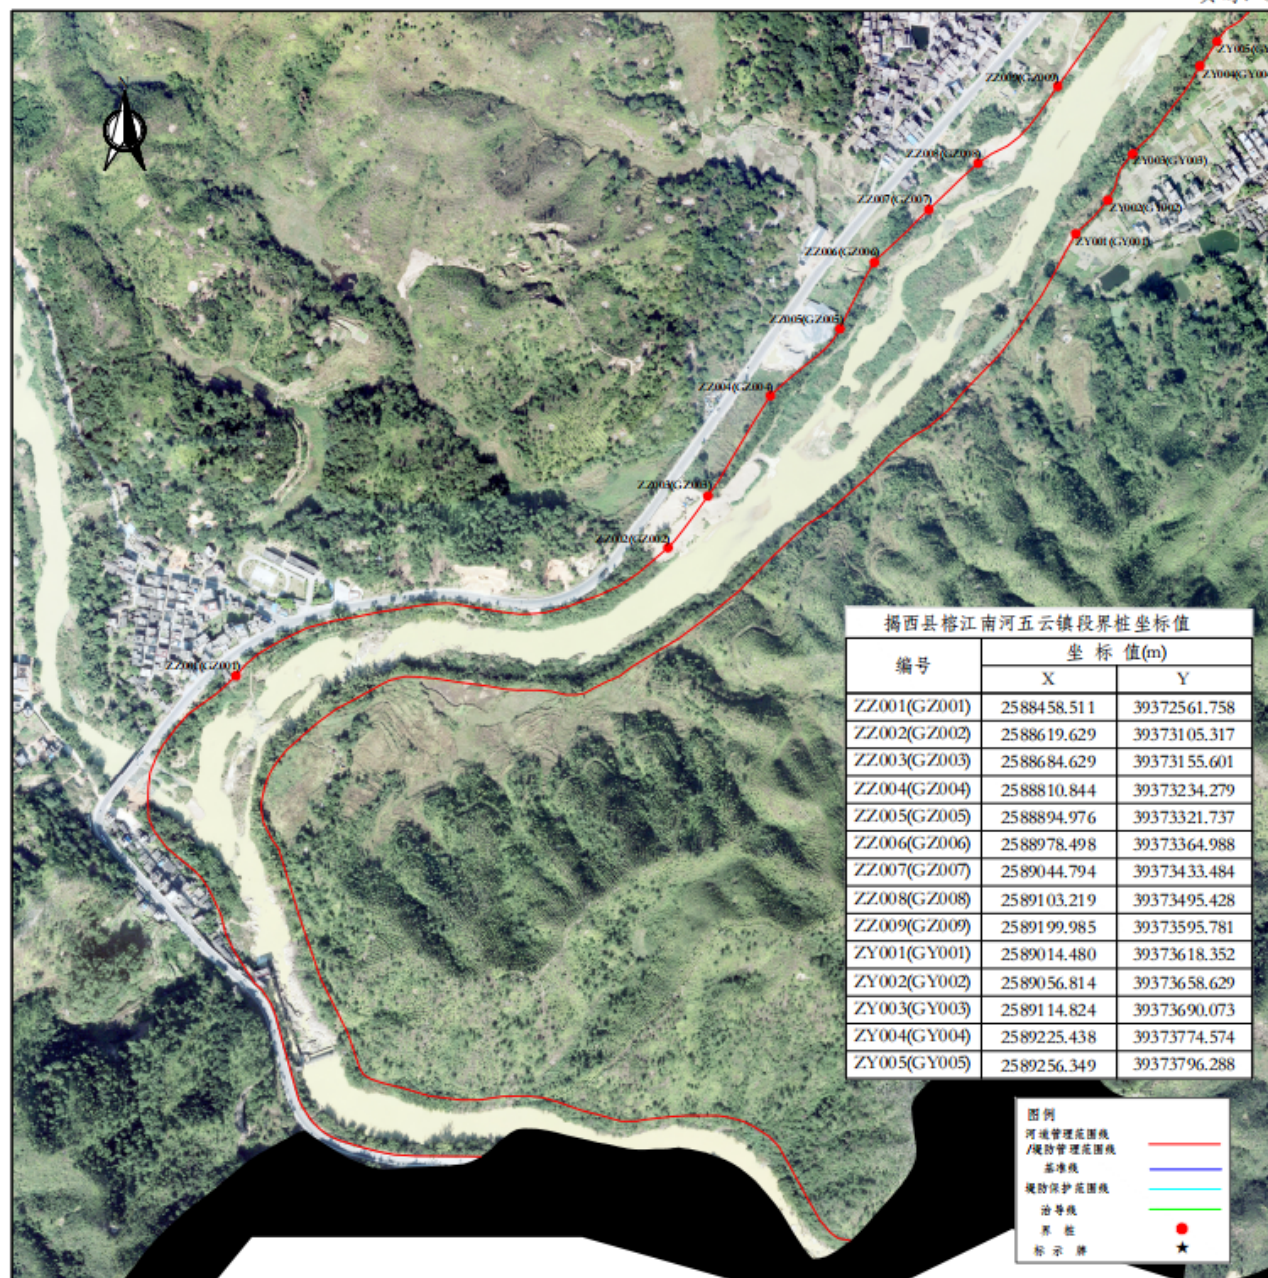 ZY005(GY
ZY004(GY004
ZZ009(GZ009)
ZZ008(GZ008)
ZY003(GY003)
ZZ007(GZ007)
ZY002(GY002)
ZY001(GY001)
ZZ006(GZ006)
ZZ005(GZ005)
ZZ004(GZ004)
ZZ003(GZ003)
ZZ002(GZ002)
ZZ001(GZ001)
揭西县榕江南河五云镇段界桩坐标值
编号 坐 标 值(m)
X Y
ZZ001(GZ001) 2588458.511 39372561.758
ZZ002(GZ002) 2588619.629 39373105.317
ZZ003(GZ003) 2588684.629 39373155.601
ZZ004(GZ004) 2588810.844 39373234.279
ZZ005(GZ005) 2588894.976 39373321.737
ZZ006(GZ006) 2588978.498 39373364.988
ZZ007(GZ007) 2589044.794 39373433.484
ZZ008(GZ008) 2589103.219 39373495.428
ZZ009(GZ009) 2589199.985 39373595.781
ZY001(GY001) 2589014.480 39373618.352
ZY002(GY002) 2589056.814 39373658.629
ZY003(GY003) 2589114.824 39373690.073
ZY004(GY004) 2589225.438 39373774.574
ZY005(GY005) 2589256.349 39373796.288
图例
河道管理范围线
/堤防管理范围线
基准线
堤防保护范围线
治导线
界 桩
标 示 牌